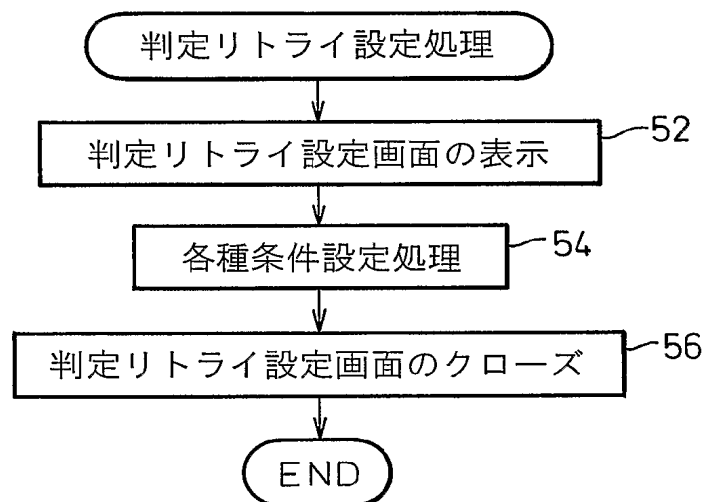 判定リトライ設定処理
判定リトライ設定画面の表示
52
各種条件設定処理
54
判定リトライ設定画面のクローズ
56
END